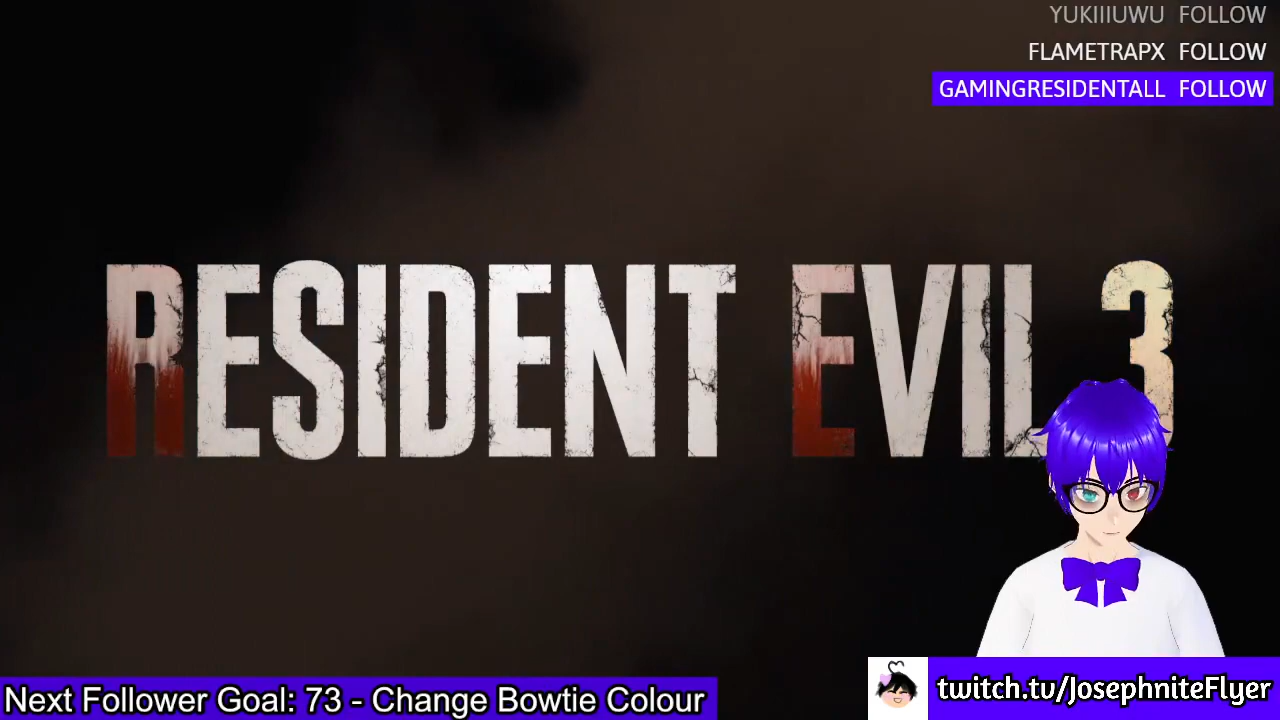 YUKIIIUWU FOLLOW
FLAMETRAPX FOLLOW
GAMINGRESIDENTALL FOLLOW
RESIDENT EVIL 3
Next Follower Goal: 73 - Change Bowtie Colour
twitch.tv/JosephniteFlyer